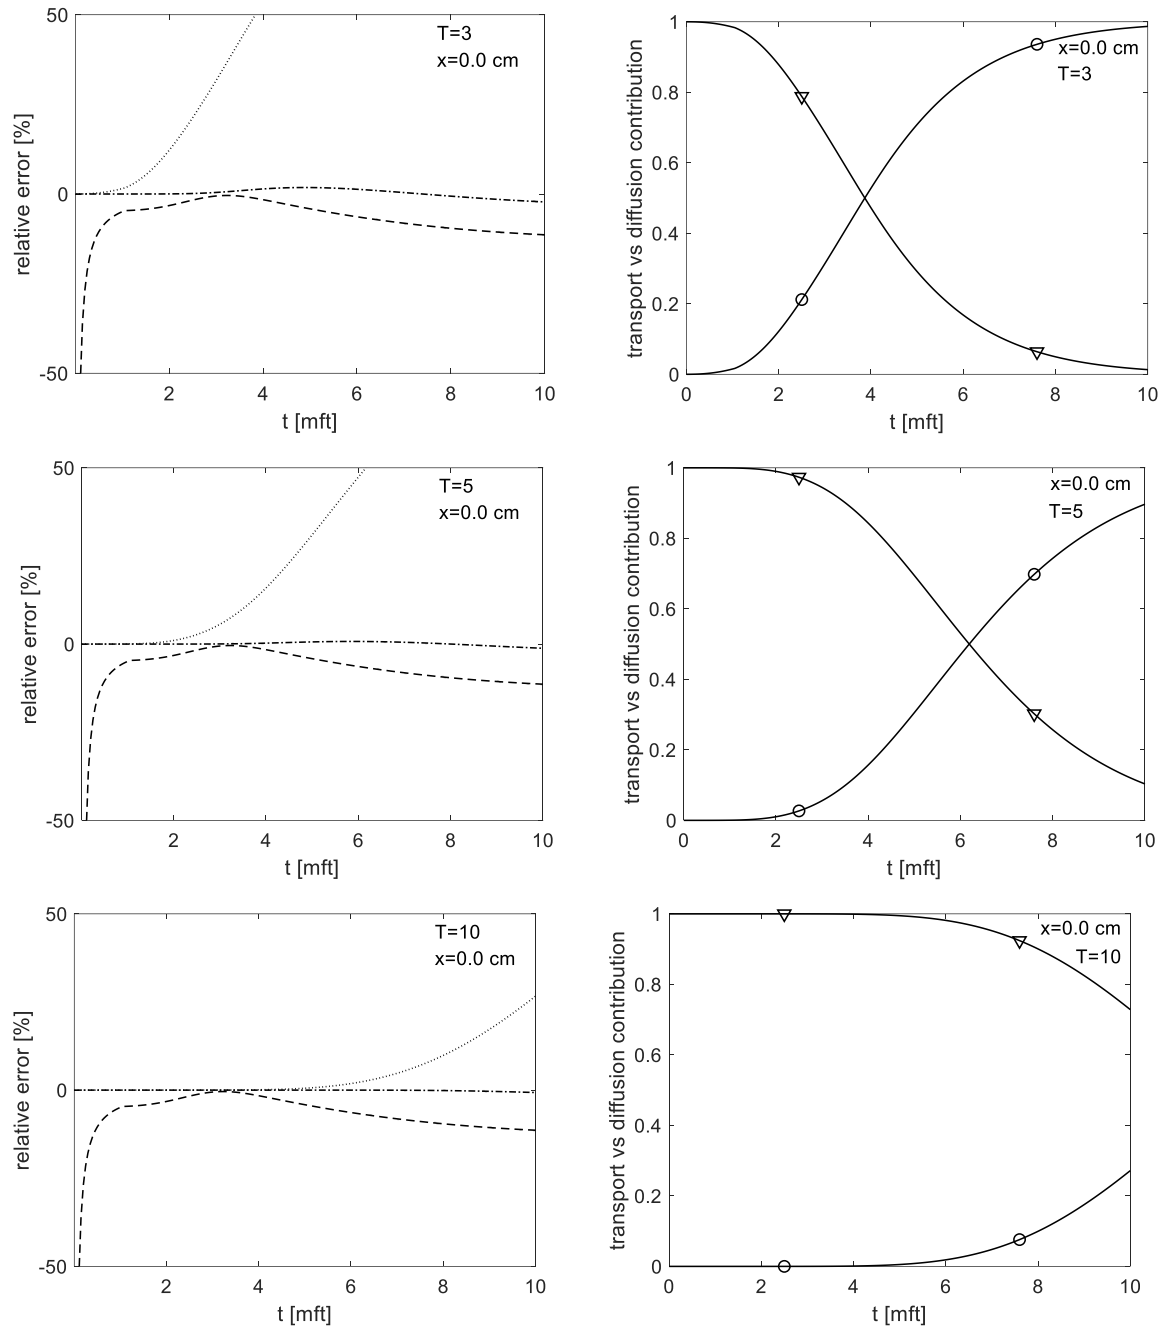 50
0
-50
relative error [%]
T=3
x=0.0 cm
2 4 6 8 10
t [mft]
1
0.8
0.6
0.4
0.2
0
transport vs diffusion contribution
x=0.0 cm
T=3
0 2 4 6 8 10
t [mft]
50
0
-50
relative error [%]
T=5
x=0.0 cm
2 4 6 8 10
t [mft]
1
0.8
0.6
0.4
0.2
0
transport vs diffusion contribution
x=0.0 cm
T=5
0 2 4 6 8 10
t [mft]
50
0
-50
relative error [%]
T=10
x=0.0 cm
2 4 6 8 10
t [mft]
1
0.8
0.6
0.4
0.2
0
transport vs diffusion contribution
x=0.0 cm
T=10
0 2 4 6 8 10
t [mft]